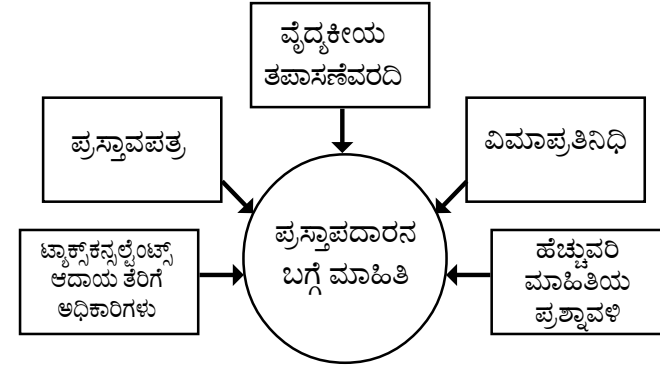 ವೈದ್ಯಕೀಯ
ತಪಾಸಣೆವರದಿ
ಪ್ರಸ್ತಾವಪತ್ರ
ವಿಮಾಪ್ರತಿನಿಧಿ
ಪ್ರಸ್ತಾಪದಾರನ
ಬಗ್ಗೆ ಮಾಹಿತಿ
ಟ್ಯಾಕ್ಸ್‌ಕನ್ಸಲ್ಟೆಂಟ್ಸ್
ಆದಾಯ ತೆರಿಗೆ
ಅಧಿಕಾರಿಗಳು
ಹೆಚ್ಚುವರಿ
ಮಾಹಿತಿಯ
ಪ್ರಶ್ನಾವಳಿ